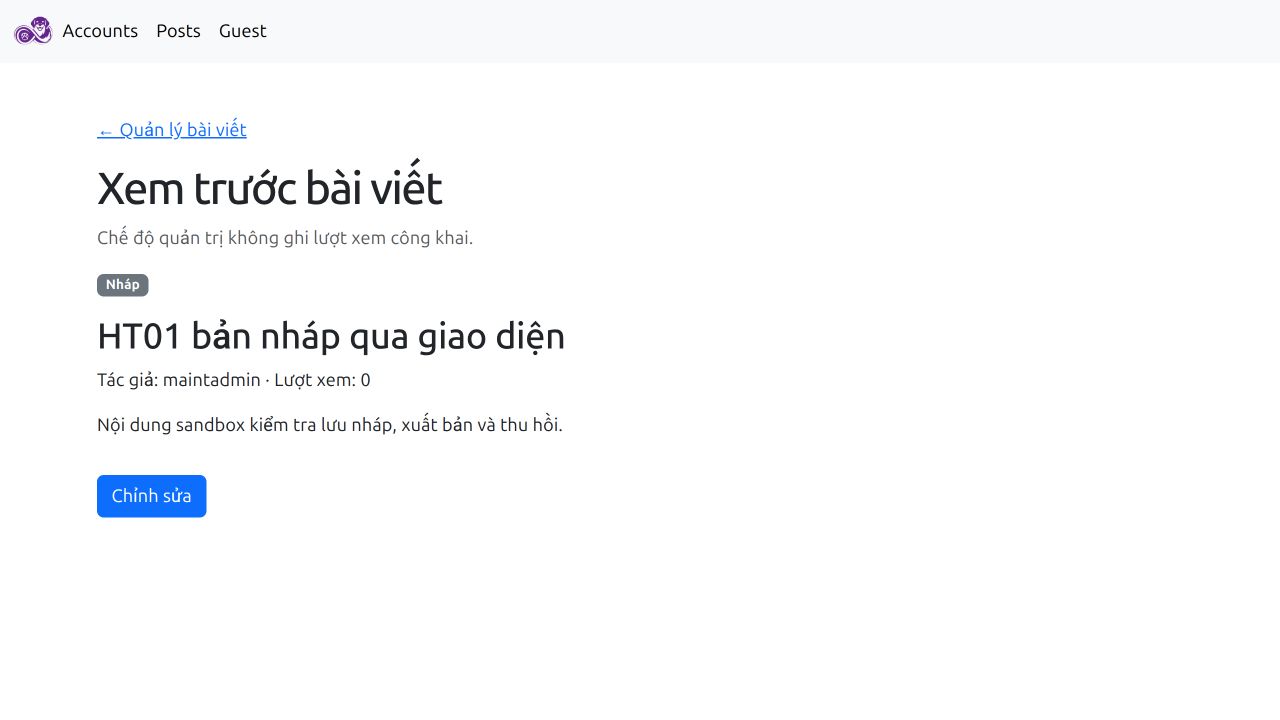 Accounts Posts Guest
← Quản lý bài viết
Xem trước bài viết
Chế độ quản trị không ghi lượt xem công khai.
Nháp
HT01 bản nháp qua giao diện
Tác giả: maintadmin · Lượt xem: 0
Nội dung sandbox kiểm tra lưu nháp, xuất bản và thu hồi.
Chỉnh sửa